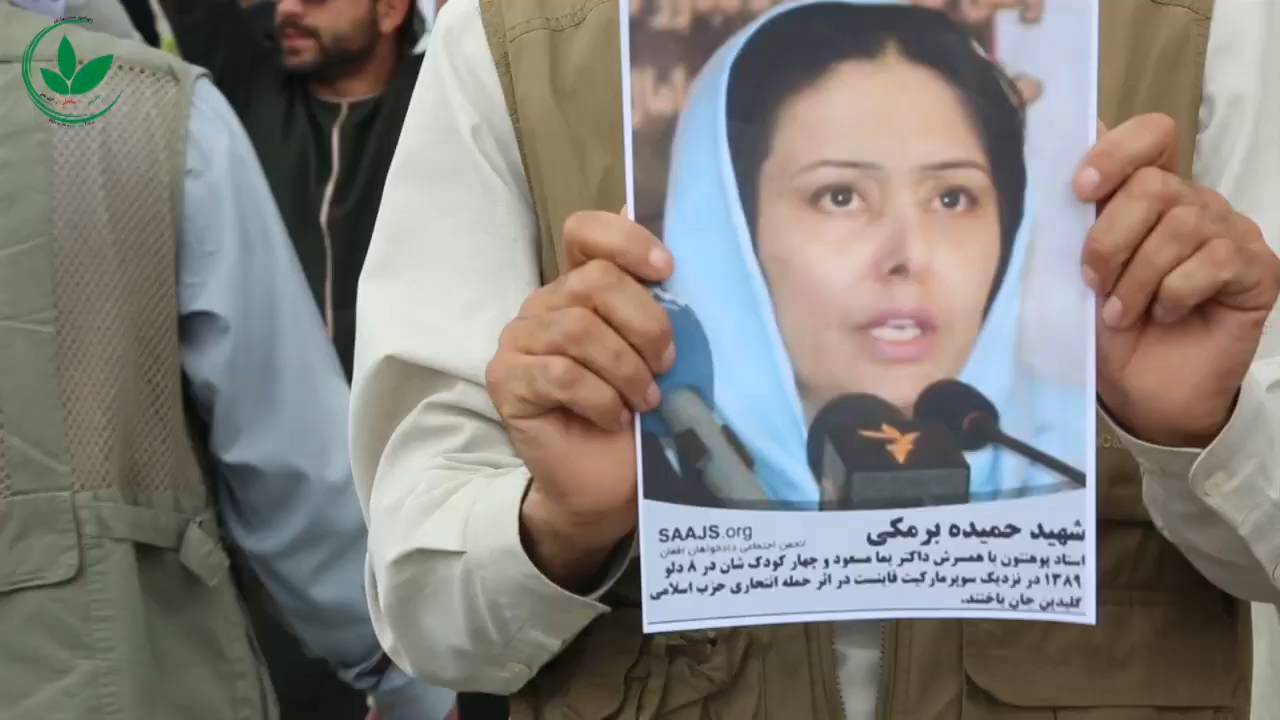 SAAJS.org
شهید حمیده برمکی
انجمن اجتماعی دادخواهان افغان
استاد پوهنتون با همسرش داکتر یما مسعود و چهار کودک شان در ۸ دلو
۱۳۸۹ در نزدیک سوپرمارکیت فاینست در اثر حمله انتحاری حزب اسلامی
گلبدین جان باختند.